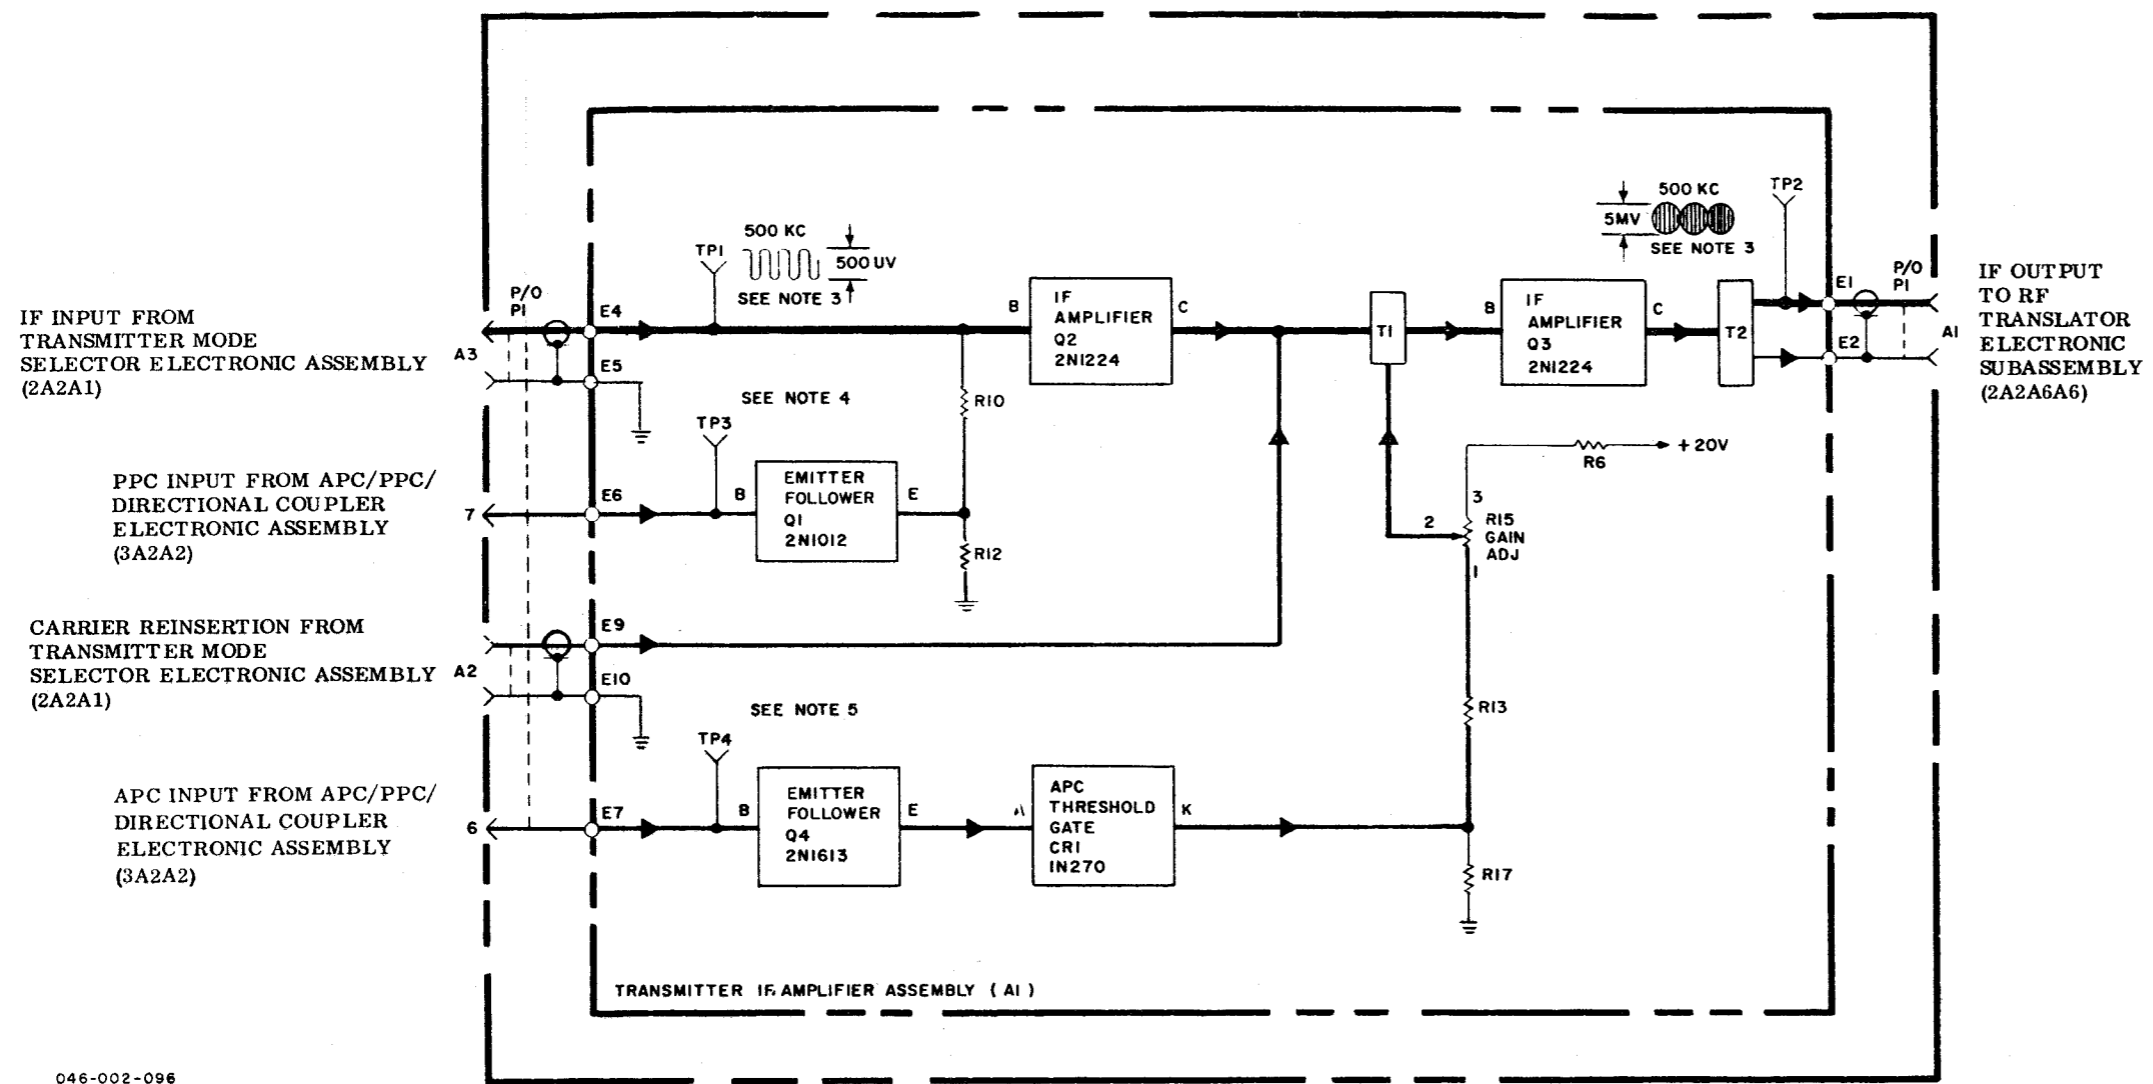 IF INPUT FROM
TRANSMITTER MODE
SELECTOR ELECTRONIC ASSEMBLY
(2A2A1)
A3
P/O
P1
E4
E5
TP1
500 KC
500 UV
SEE NOTE 3
B
IF
AMPLIFIER
Q2
2N1224
C
T1
B
IF
AMPLIFIER
Q3
2N1224
C
T2
500 KC
5MV
SEE NOTE 3
TP2
E1
E2
P/O
P1
A1
IF OUTPUT
TO RF
TRANSLATOR
ELECTRONIC
SUBASSEMBLY
(2A2A6A6)
PPC INPUT FROM APC/PPC/
DIRECTIONAL COUPLER
ELECTRONIC ASSEMBLY
(3A2A2)
7
E6
SEE NOTE 4
TP3
B
EMITTER
FOLLOWER
Q1
2N1012
E
R10
R12
+20V
R6
3
2
R15
GAIN
ADJ
1
CARRIER REINSERTION FROM
TRANSMITTER MODE
SELECTOR ELECTRONIC ASSEMBLY
(2A2A1)
A2
E9
E10
R13
APC INPUT FROM APC/PPC/
DIRECTIONAL COUPLER
ELECTRONIC ASSEMBLY
(3A2A2)
6
E7
SEE NOTE 5
TP4
B
EMITTER
FOLLOWER
Q4
2N1613
E
A
APC
THRESHOLD
GATE
CR1
IN270
K
R17
TRANSMITTER IF AMPLIFIER ASSEMBLY (A1)
046-002-096